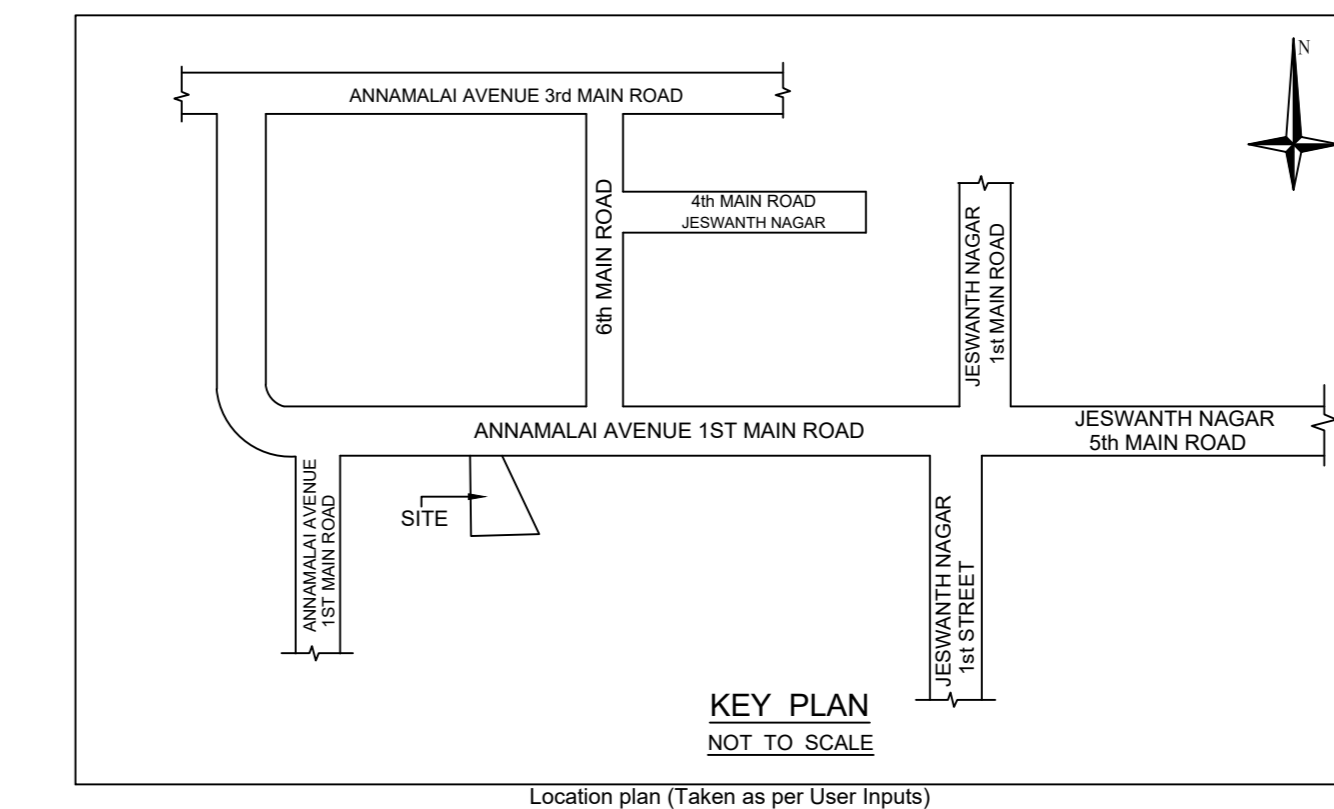 N
ANNAMALAI AVENUE 3rd MAIN ROAD
6th MAIN ROAD
4th MAIN ROAD
JESWANTH NAGAR
JESWANTH NAGAR
1st MAIN ROAD
ANNAMALAI AVENUE 1ST MAIN ROAD
JESWANTH NAGAR
5th MAIN ROAD
ANNAMALAI AVENUE
1ST MAIN ROAD
SITE
JESWANTH NAGAR
1st STREET
KEY PLAN
NOT TO SCALE
Location plan (Taken as per User Inputs)